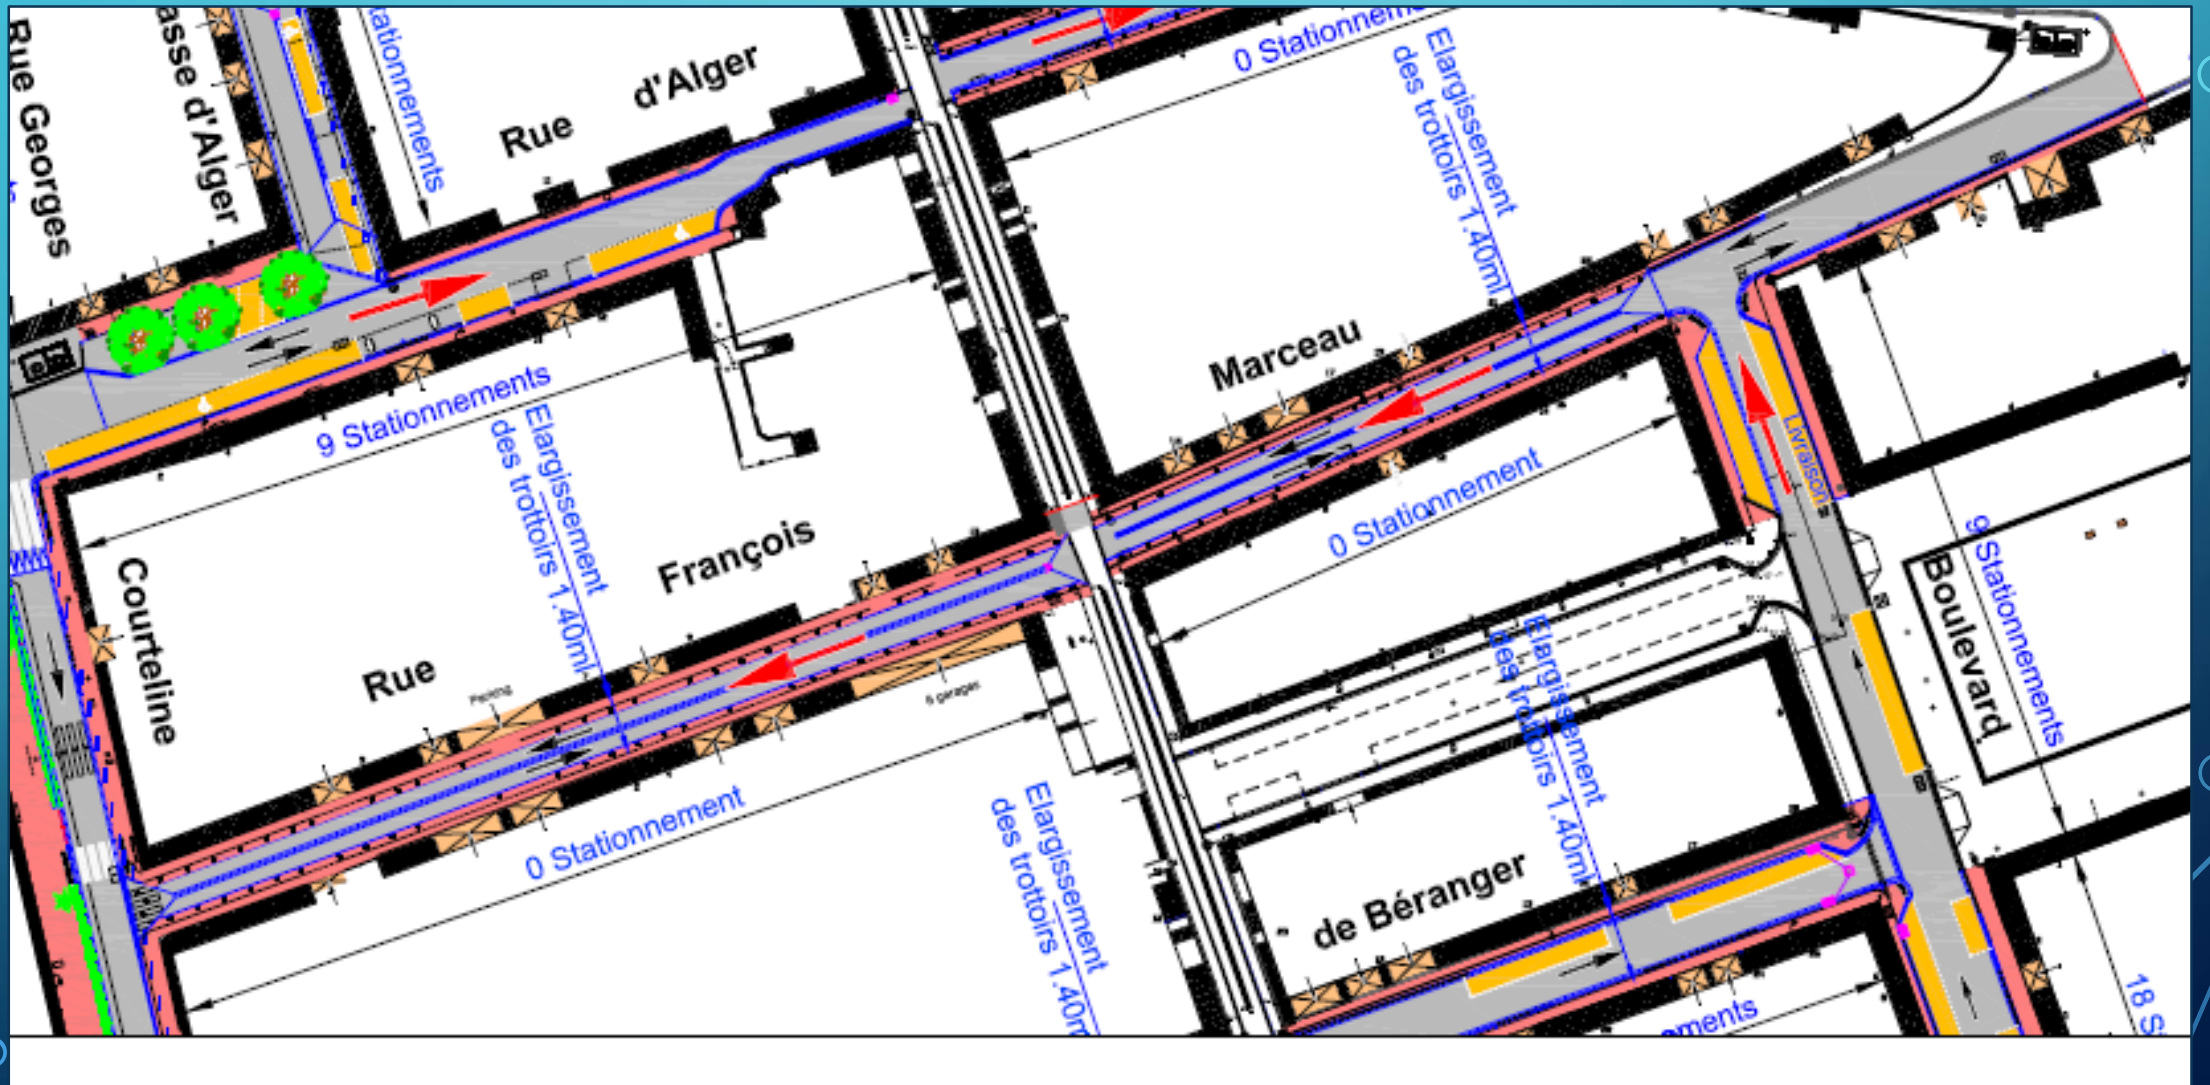 Rue Georges
asse d'Alger
tationnements
Rue
d'Alger
0 Stationnem
Elargissement
des trottoirs 1.40ml
9 Stationnements
Elargissement
des trottoirs 1.40ml
Marceau
Livraison
0 Stationnement
François
Courteline
Rue
Parking
6 garages
0 Stationnement
Elargissement
des trottoirs 1.40m
Elargissement
des trottoirs 1.40ml
Boulevard
9 Stationnements
de Béranger
ements
18 S